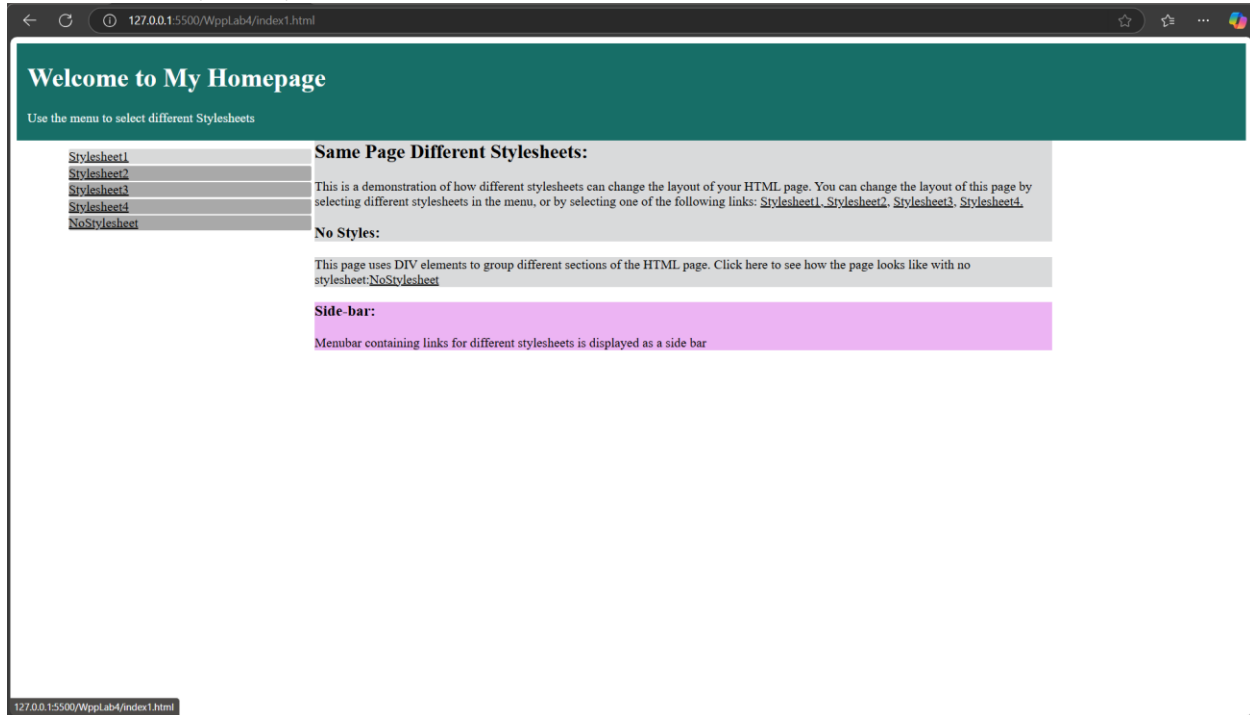 127.0.0.1:5500/WppLab4/index1.html
Welcome to My Homepage
Use the menu to select different Stylesheets
Stylesheet1
Stylesheet2
Stylesheet3
Stylesheet4
NoStylesheet
Same Page Different Stylesheets:
This is a demonstration of how different stylesheets can change the layout of your HTML page. You can change the layout of this page by
selecting different stylesheets in the menu, or by selecting one of the following links: Stylesheet1, Stylesheet2, Stylesheet3, Stylesheet4.
No Styles:
This page uses DIV elements to group different sections of the HTML page. Click here to see how the page looks like with no
stylesheet:NoStylesheet
Side-bar:
Menubar containing links for different stylesheets is displayed as a side bar
127.0.0.1:5500/WppLab4/index1.html